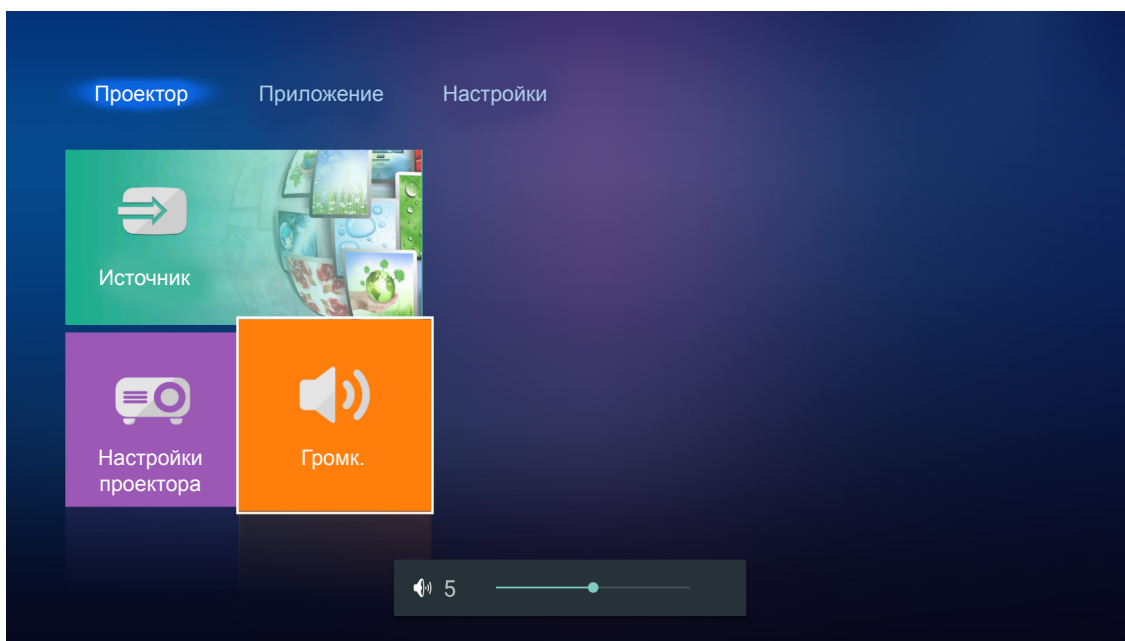 Проектор Приложение Настройки
Источник
Настройки
проектора
Громк.
5